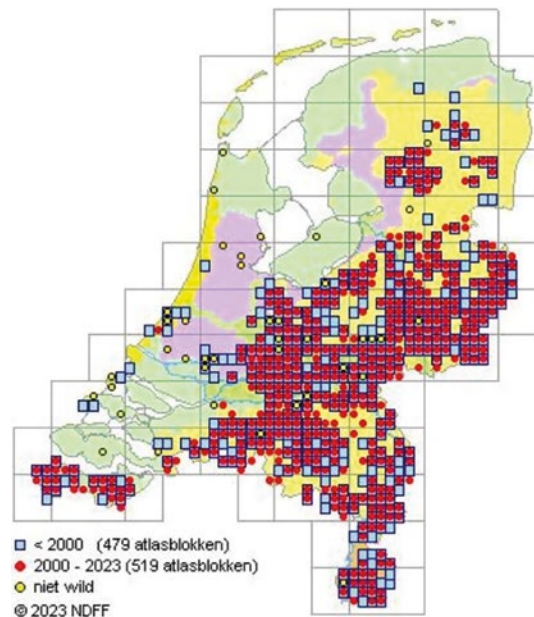 < 2000 (479 atlasblokken)
2000 - 2023 (519 atlasblokken)
niet wild
© 2023 NDFF